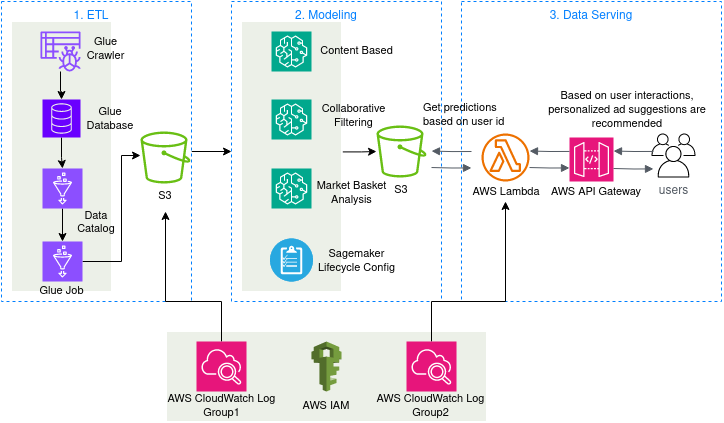 1. ETL
Glue
Crawler
Glue
Database
Data
Catalog
Glue Job
S3
2. Modeling
Content Based
Collaborative
Filtering
Market Basket
Analysis
Sagemaker
Lifecycle Config
S3
3. Data Serving
Get predictions
based on user id
AWS Lambda
Based on user interactions,
personalized ad suggestions are
recommended
AWS API Gateway
users
AWS CloudWatch Log
Group1
AWS IAM
AWS CloudWatch Log
Group2